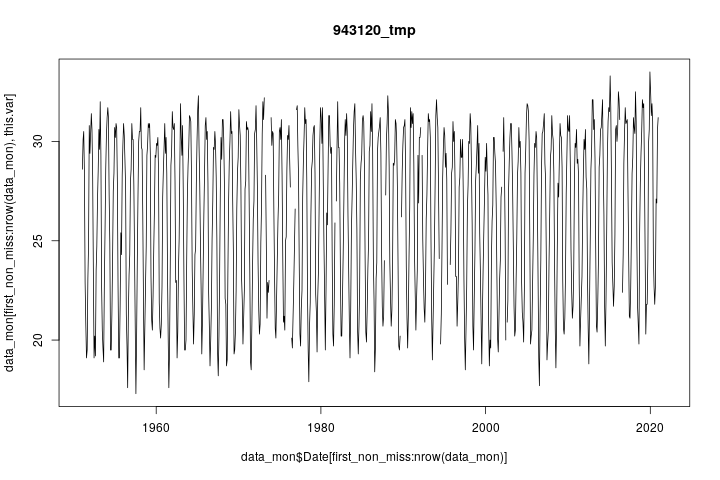 943120_tmp
data_mon[first_non_miss:nrow(data_mon), this.var]
30
25
20
1960
1980
2000
2020
data_mon$Date[first_non_miss:nrow(data_mon)]